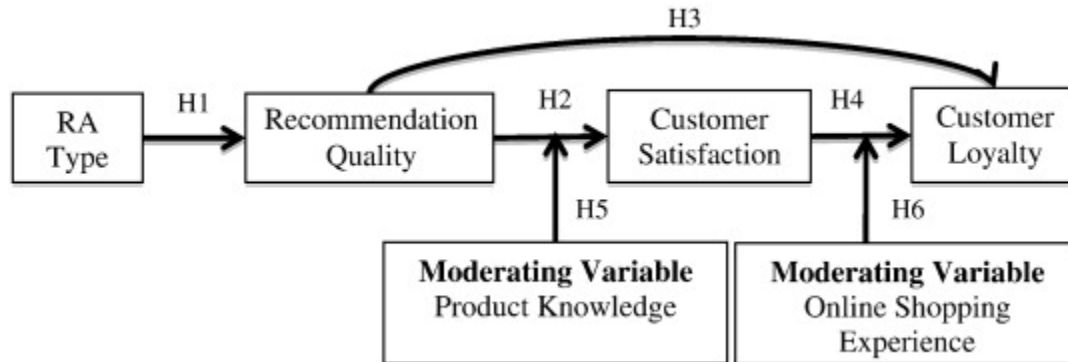 H3
H1
H2
H4
RA
Type
Recommendation
Quality
Customer
Satisfaction
Customer
Loyalty
H5
H6
Moderating Variable
Product Knowledge
Moderating Variable
Online Shopping
Experience